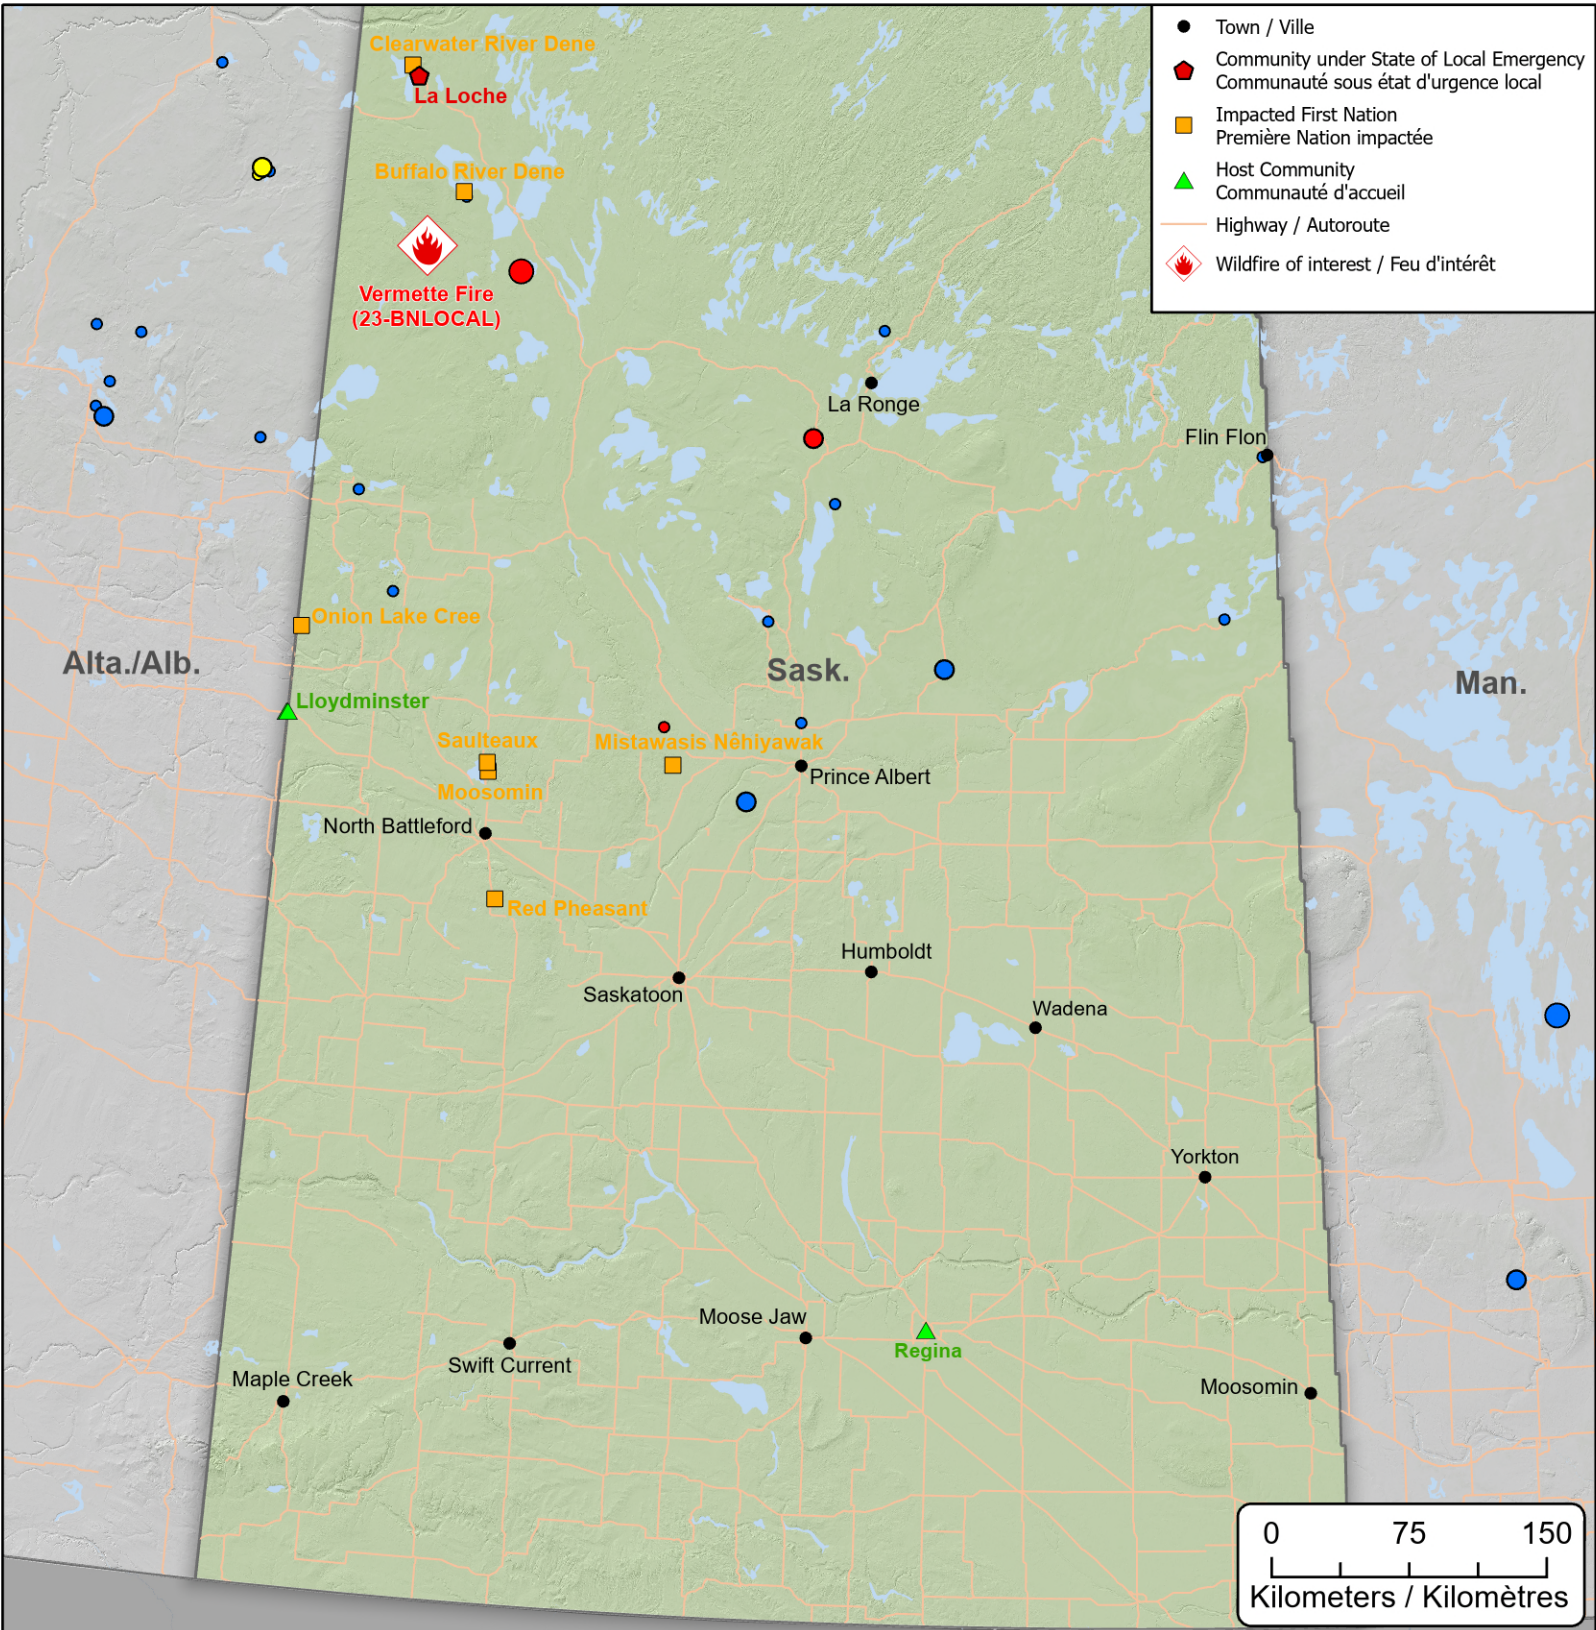 Town / Ville
Community under State of Local Emergency
Communauté sous état d'urgence local
Impacted First Nation
Première Nation impactée
Host Community
Communauté d'accueil
Highway / Autoroute
Wildfire of interest / Feu d'intérêt
Clearwater River Dene
La Loche
Buffalo River Dene
Vermette Fire
(23-BNLOCAL)
La Ronge
Flin Flon
Onion Lake Cree
Alta./Alb.
Sask.
Man.
Lloydminster
Saulteaux
Mistawasis Nêhiyawak
Moosomin
Prince Albert
North Battleford
Red Pheasant
Humboldt
Saskatoon
Wadena
Yorkton
Moose Jaw
Regina
Swift Current
Maple Creek
Moosomin
0 75 150
Kilometers / Kilomètres